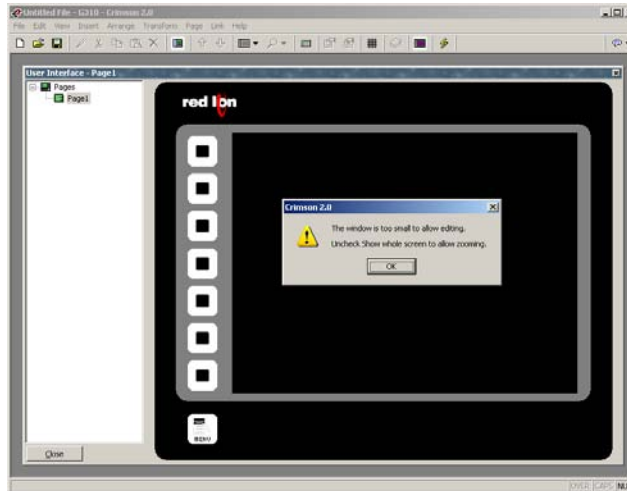 Untitled File - G310 - Crimson 2.0
File Edit View Insert Arrange Transform Page Link Help
User Interface - Page1
Pages
Page1
red lion
Crimson 2.0
The window is too small to allow editing.
Uncheck Show whole screen to allow zooming.
OK
MENU
Close
OVER CAPS NU